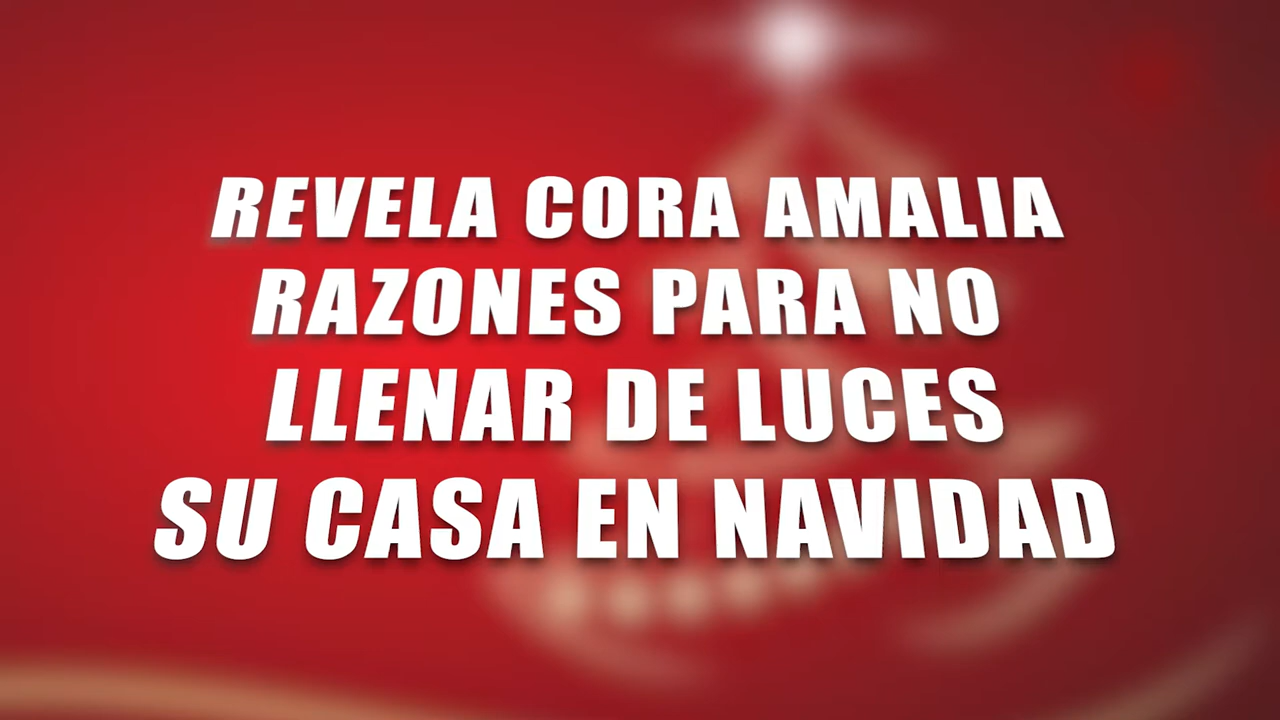 REVELA CORA AMALIA
RAZONES PARA NO
LLENAR DE LUCES
SU CASA EN NAVIDAD